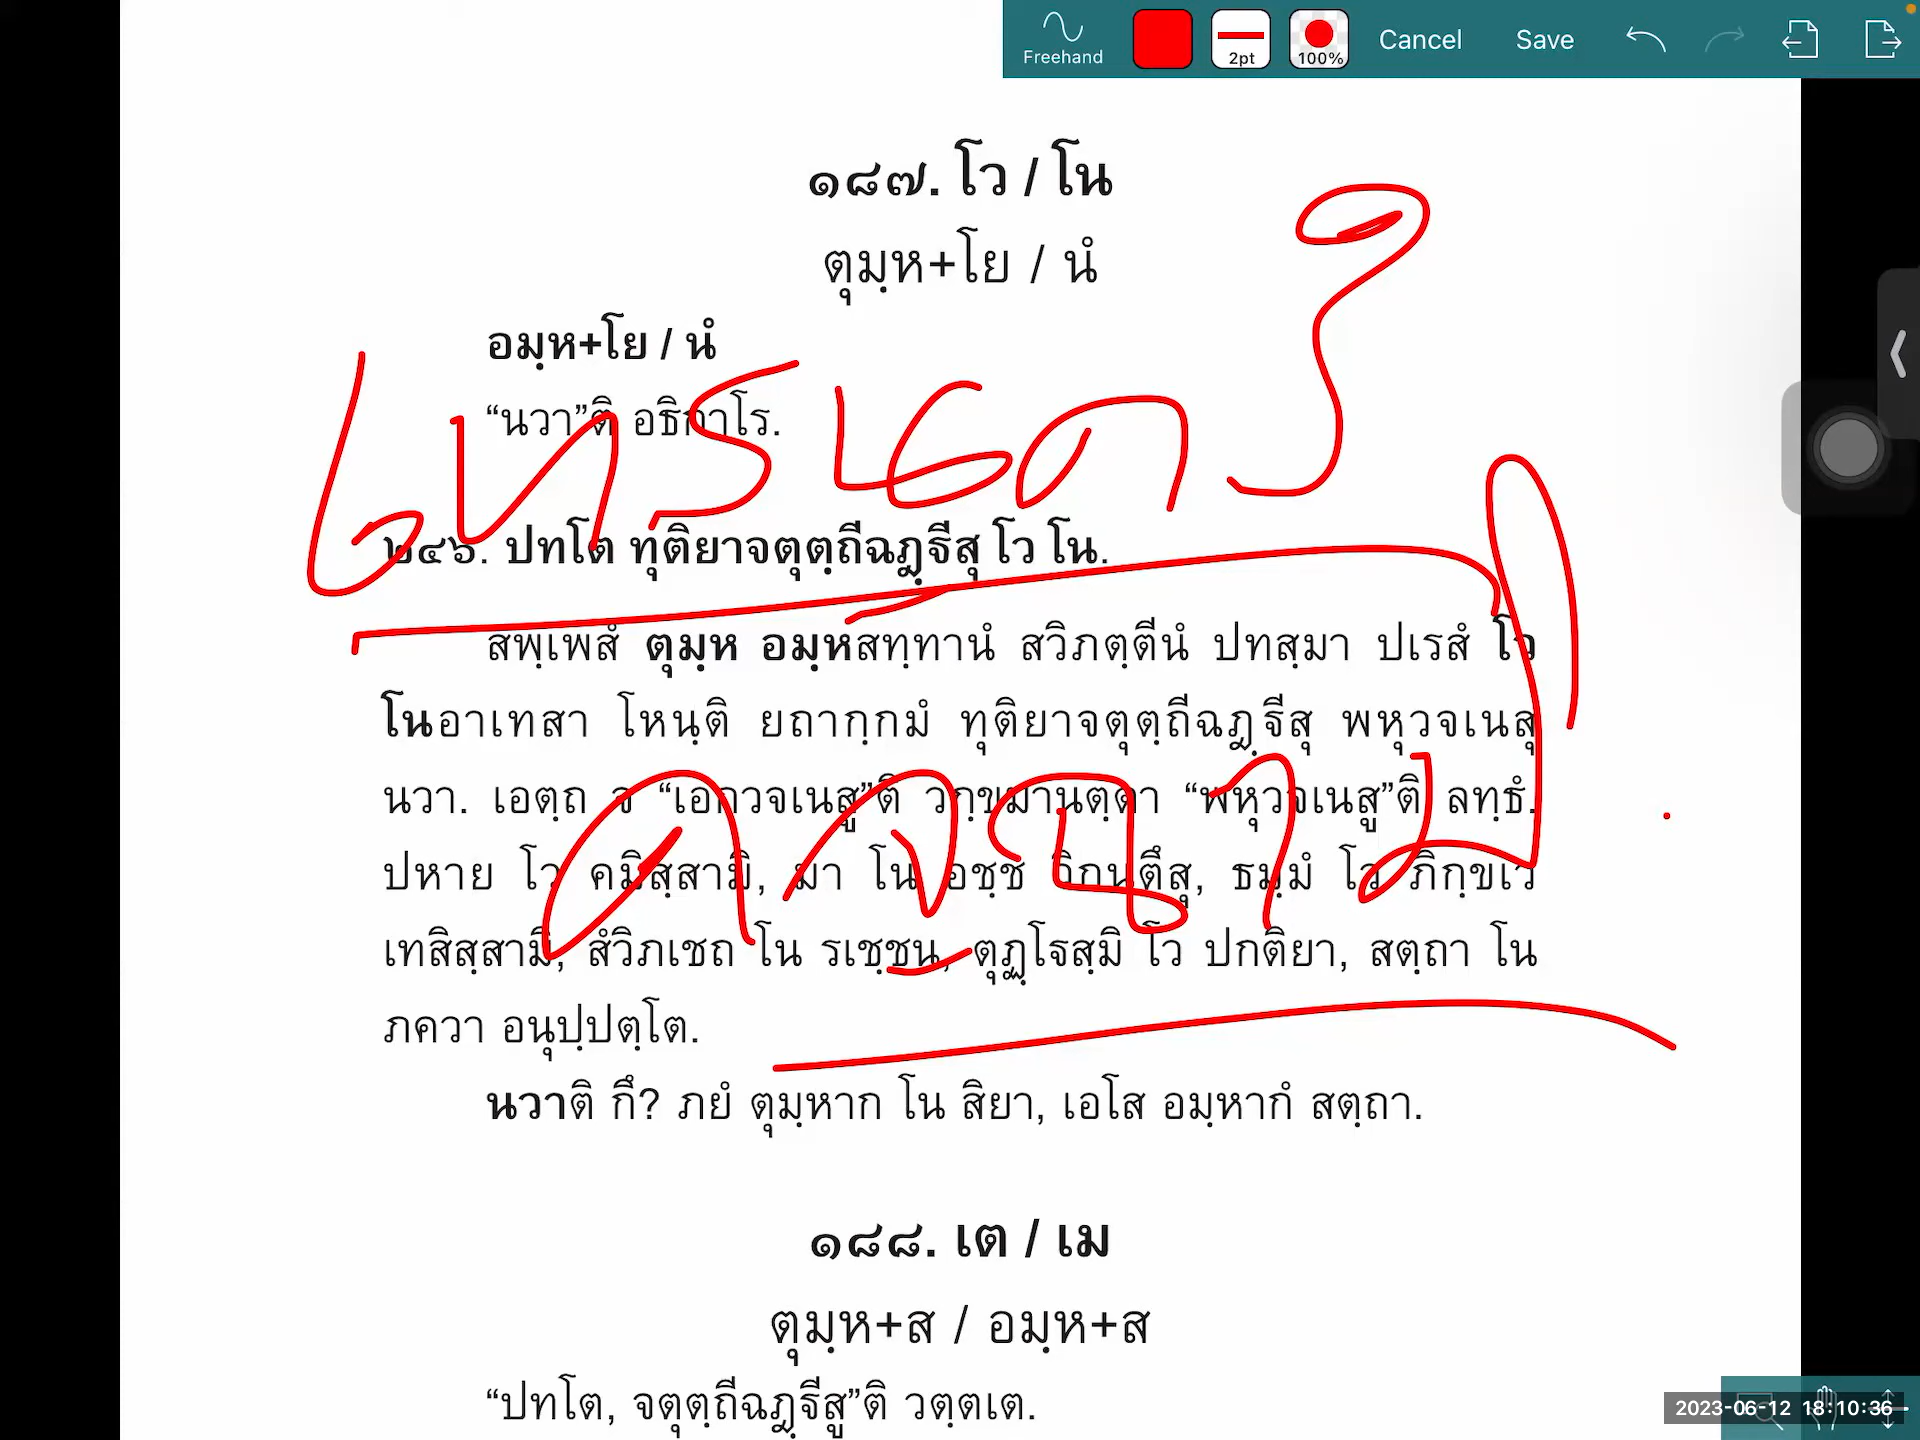 Freehand 2pt 100% Cancel Save
๑๘๗. โว / โน
ตุมฺห+โย / นํ
อมฺห+โย / นํ
“นวา”ติ อธิกาโร.
๒๔๖. ปทโต ทุติยาจตุตฺถีฉฏฺฐีสุ โว โน.
สพฺเพสํ ตุมฺห อมฺหสทฺทานํ สวิภตฺตีนํ ปทสฺมา ปเรสํ โว
โนอาเทสา โหนฺติ ยถากฺกมํ ทุติยาจตุตฺถีฉฏฺฐีสุ พหุวจเนสุ
นวา. เอตฺถ จ “เอกวจเนสู”ติ วกฺขมานตฺตา “พหุวจเนสู”ติ ลทฺธํ.
ปหาย โว คมิสฺสามิ, มา โน อชฺช วิกนฺตึสุ, ธมฺมํ โว ภิกฺขเว
เทสิสฺสามิ, สํวิภเชถ โน รเชฺชน, ตุฏฺโฐสฺมิ โว ปกติยา, สตฺถา โน
ภควา อนุปฺปตฺโต.
นวาติ กึ? ภยํ ตุมฺหาก โน สิยา, เอโส อมฺหากํ สตฺถา.
๑๘๘. เต / เม
ตุมฺห+ส / อมฺห+ส
“ปทโต, จตุตฺถีฉฏฺฐีสู”ติ วตฺตเต.
2023-06-12 18:10:36